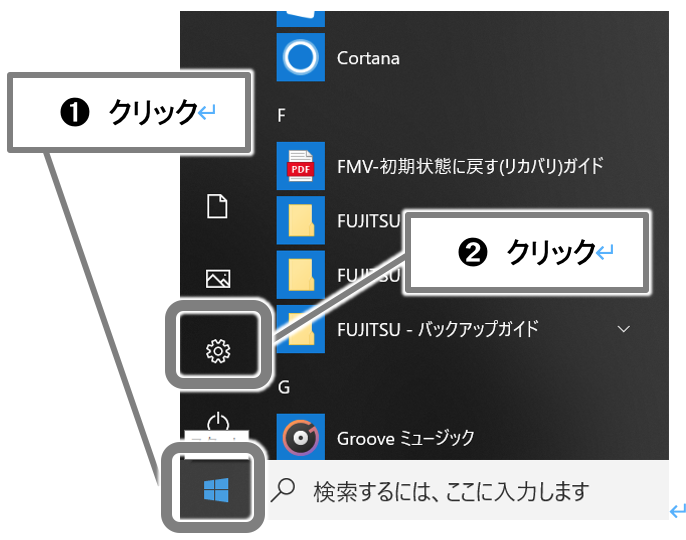 Cortana
❶ クリック↵
F
PDF
FMV-初期状態に戻す(リカバリ)ガイド
FUJITSU
❷ クリック↵
FUJITSU
FUJITSU - バックアップガイド
G
Groove ミュージック
検索するには、ここに入力します
↵